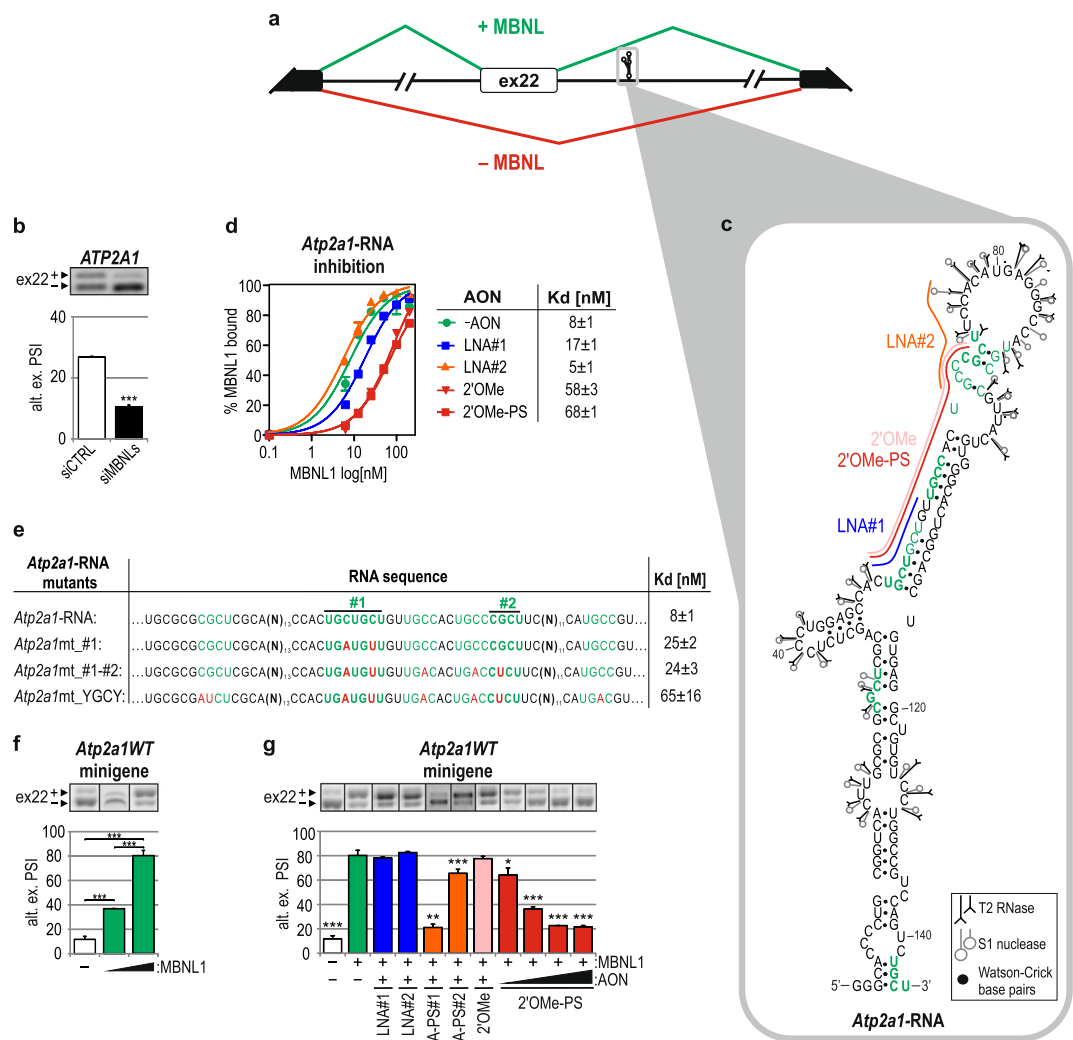 a
+ MBNL
ex22
– MBNL
b
ATP2A1
ex22 +
–
alt. ex. PSI
40
20
0
***
siCTRL
siMBNLs
d
Atp2a1-RNA
inhibition
% MBNL1 bound
100
80
60
40
20
0
0.1
1
10
100
MBNL1 log[nM]
AON Kd [nM]
-AON 8±1
LNA#1 17±1
LNA#2 5±1
2'OMe 58±3
2'OMe-PS 68±1
c
80
LNA#2
2'OMe
2'OMe-PS
LNA#1
40
120
140
5'–GGG
3'
Atp2a1-RNA
T2 RNase
S1 nuclease
Watson-Crick
base pairs
e
Atp2a1-RNA
mutants
RNA sequence
Kd [nM]
#1 #2
Atp2a1-RNA: ...UGCGCGCGCUCGCA(N)13CCACUGCUGCUGUUGCCACUGCCCGCUUC(N)11CAUGCCGU... 8±1
Atp2a1mt_#1: ...UGCGCGCGCUCGCA(N)13CCACUGAUGUUGUUGCCACUGCCCGCUUC(N)11CAUGCCGU... 25±2
Atp2a1mt_#1-#2: ...UGCGCGCGCUCGCA(N)13CCACUGAUGUUGUUGACACUGACCUCUUC(N)11CAUGCCGU... 24±3
Atp2a1mt_YGCY: ...UGCGCGAUCUCGCA(N)13CCACUGAUGUUGUUGACACUGACCUCUUC(N)11CAUGACGU... 65±16
f
Atp2a1WT
minigene
ex22 +
–
alt. ex. PSI
100
80
60
40
20
0
***
***
***
–
:MBNL1
g
Atp2a1WT
minigene
ex22 +
–
alt. ex. PSI
100
80
60
40
20
0
*** ** *** * *** *** ***
– + + + + + + + + + + :MBNL1
+ + + + + :AON
LNA#1
LNA#2
A-PS#1
A-PS#2
2'OMe
2'OMe-PS